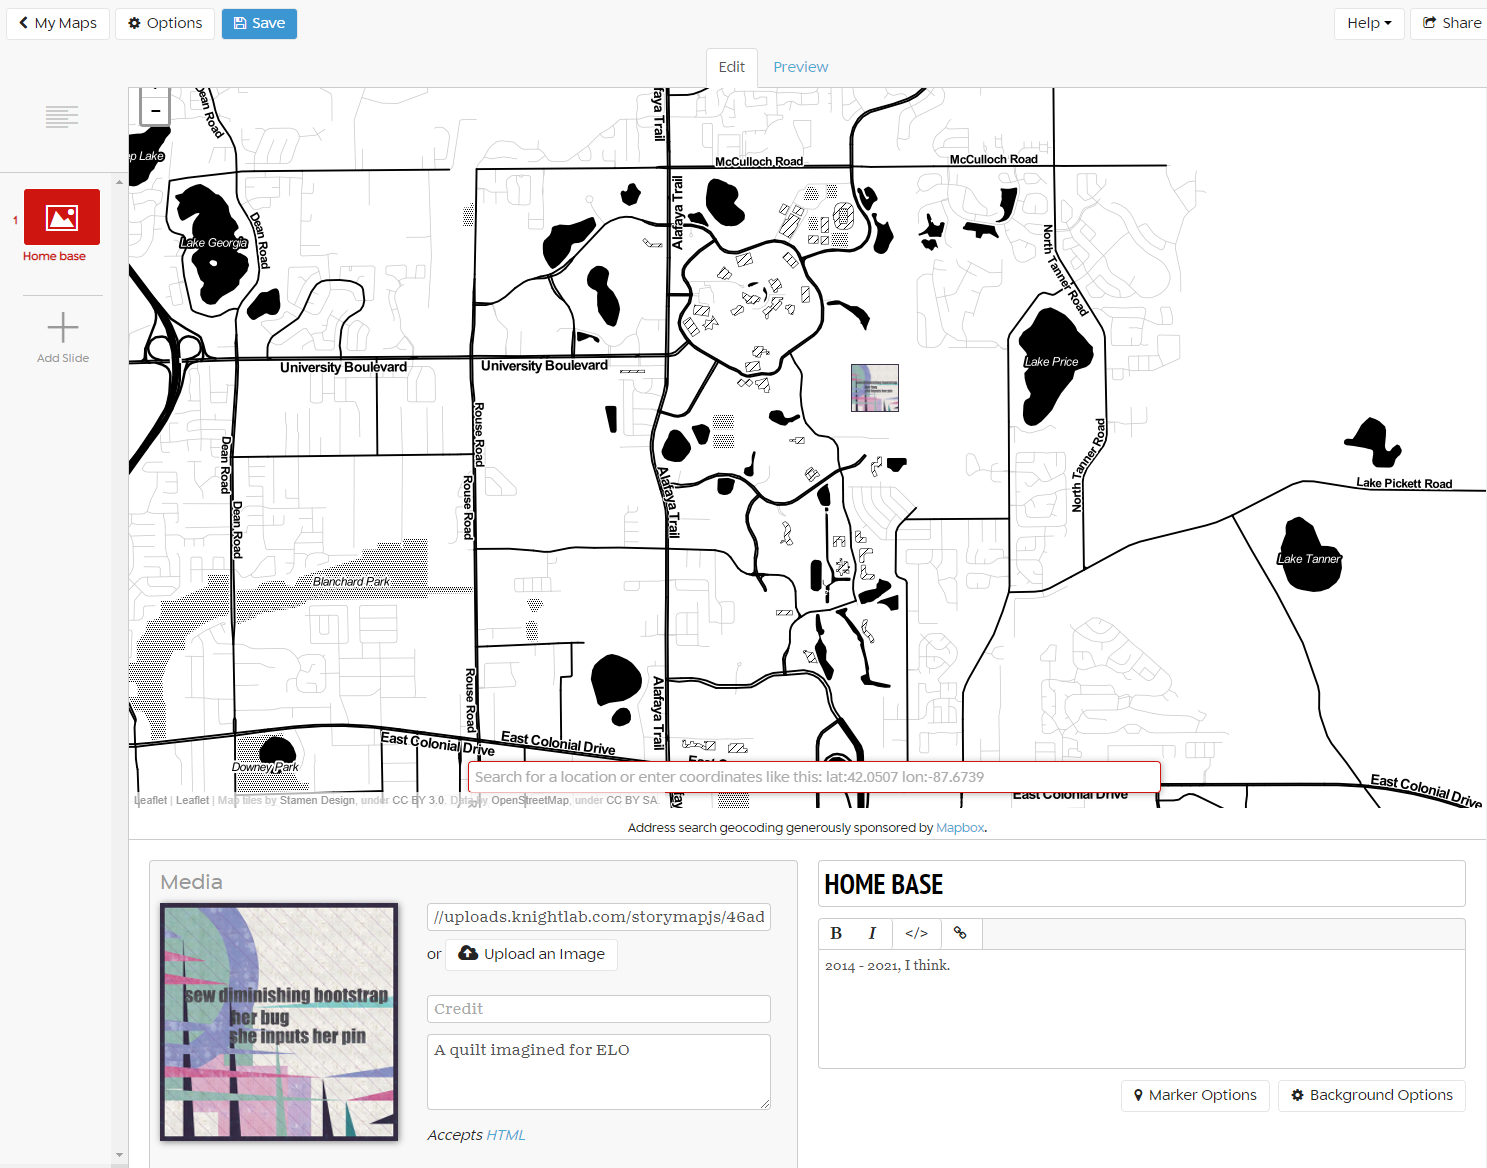 My Maps
Options
Save
Help
Share
Edit
Preview
1
Home base
Add Slide
Dean Road
faya Trail
McCulloch Road
McCulloch Road
p Lake
Alafaya Trail
Dean Road
Lake Georgia
North Tanner Road
University Boulevard
University Boulevard
Lake Price
Rouse Road
Dean Road
Alafaya Trail
North Tanner Road
Rouse Road
Dean Road
Lake Pickett Road
Lake Tanner
Blanchard Park
Rouse Road
Alafaya Trail
East Colonial Drive
East Colonial Drive
Downey Park
East Colonial Drive
East Colonial Drive
Search for a location or enter coordinates like this: lat:42.0507 lon:-87.6739
Leaflet | Leaflet | Map tiles by Stamen Design, under CC BY 3.0. Data by OpenStreetMap, under CC BY SA.
Address search geocoding generously sponsored by Mapbox.
Media
sew diminishing bootstrap
her bug
she inputs her pin
//uploads.knightlab.com/storymapjs/46ad
or
Upload an Image
Credit
A quilt imagined for ELO
Accepts HTML
HOME BASE
B I </>
2014 - 2021, I think.
Marker Options
Background Options